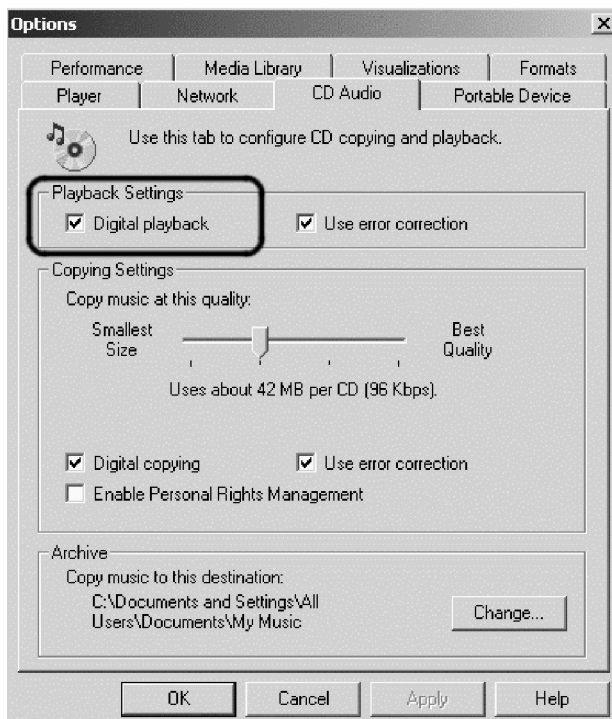 Options
Performance Media Library Visualizations Formats
Player Network CD Audio Portable Device
Use this tab to configure CD copying and playback.
Playback Settings
Digital playback Use error correction
Copying Settings
Copy music at this quality:
Smallest Size
Best Quality
Uses about 42 MB per CD (96 Kbps).
Digital copying Use error correction
Enable Personal Rights Management
Archive
Copy music to this destination:
C:\Documents and Settings\All
Users\Documents\My Music
Change...
OK Cancel Apply Help